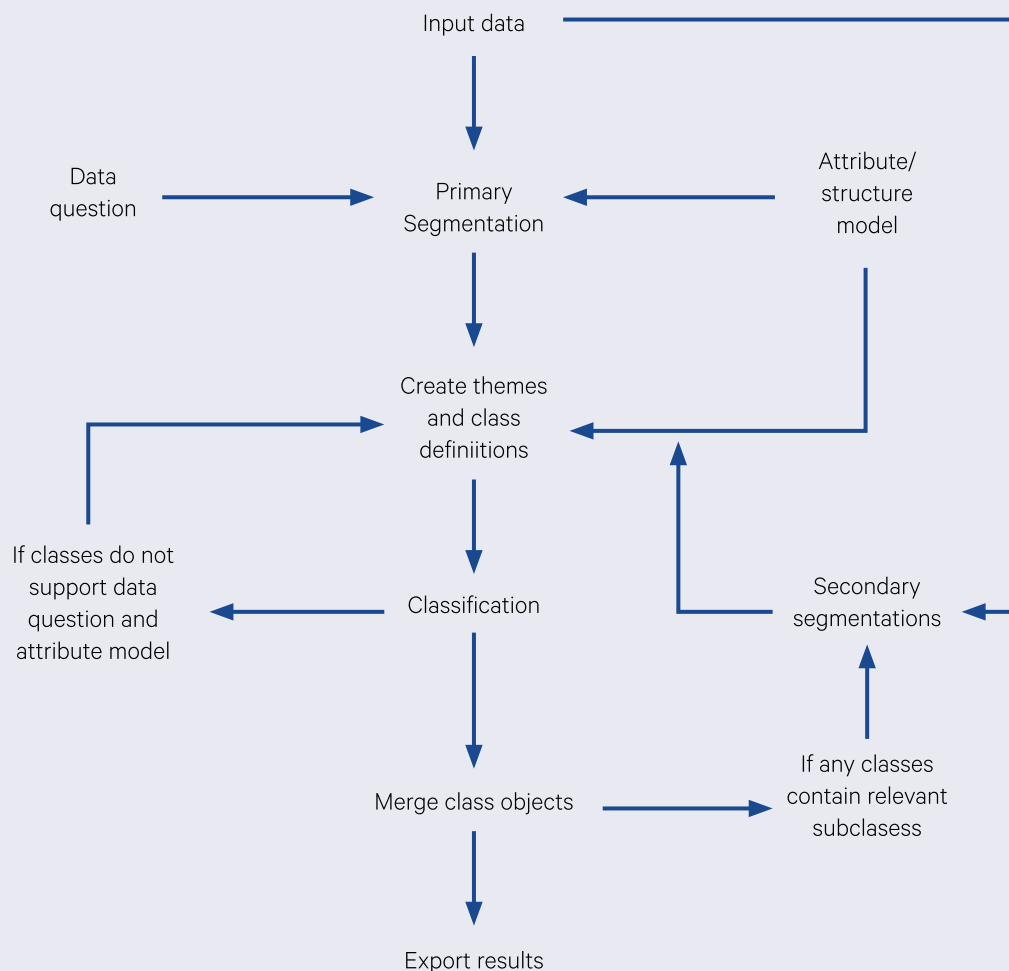 Input data
Data
question
Primary
Segmentation
Attribute/
structure
model
Create themes
and class
definiitions
If classes do not
support data
question and
attribute model
Classification
Secondary
segmentations
Merge class objects
If any classes
contain relevant
subclasess
Export results